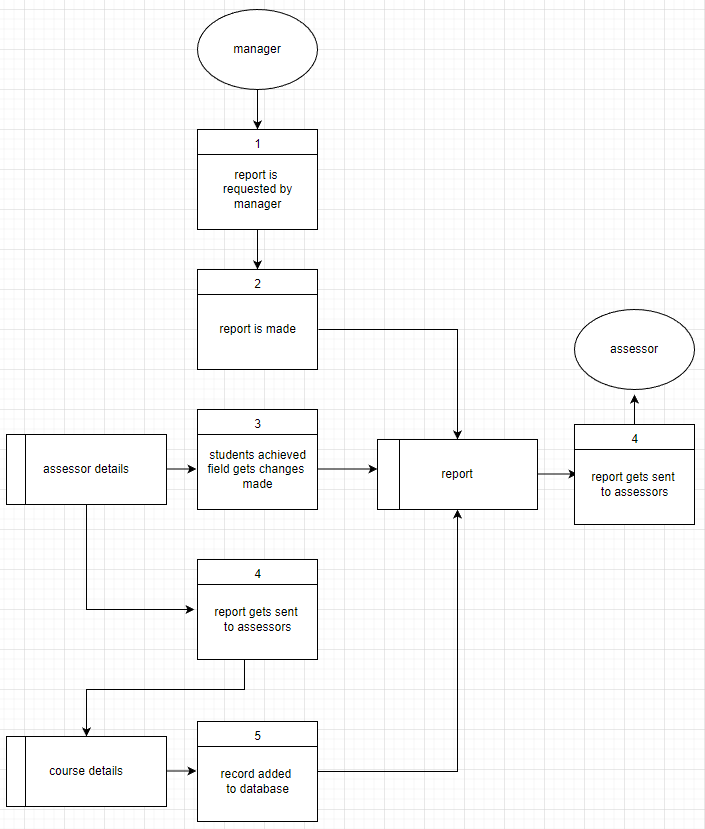 manager
1
report is
requested by
manager
2
report is made
assessor
3
students achieved
field gets changes
made
assessor details
report
4
report gets sent
to assessors
4
report gets sent
to assessors
course details
5
record added
to database